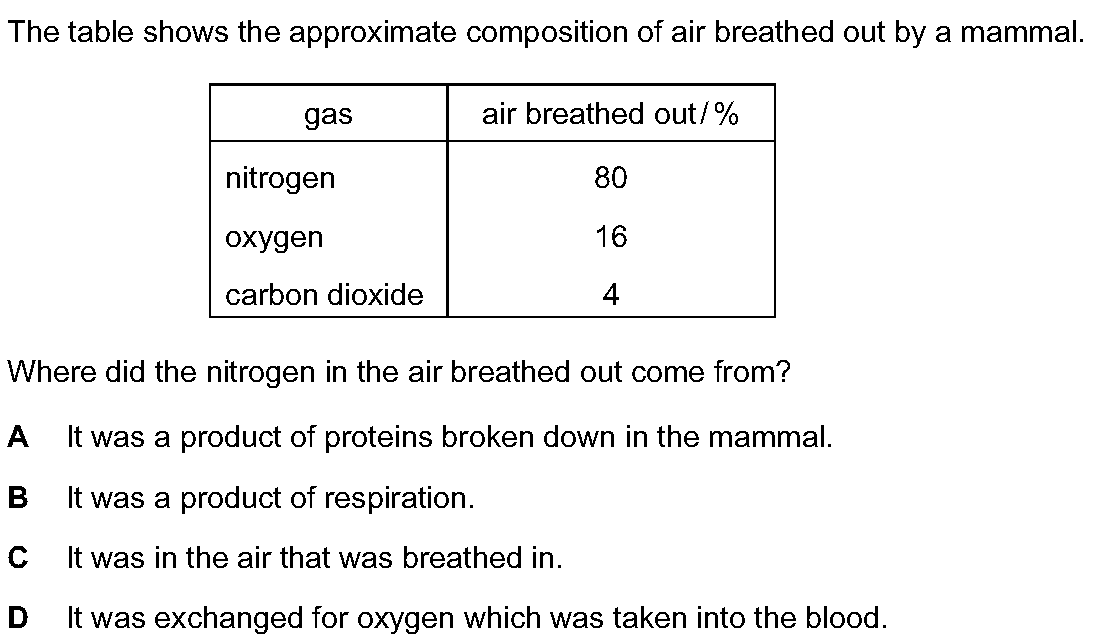 The table shows the approximate composition of air breathed out by a mammal.
gas air breathed out / %
nitrogen 80
oxygen 16
carbon dioxide 4
Where did the nitrogen in the air breathed out come from?
A It was a product of proteins broken down in the mammal.
B It was a product of respiration.
C It was in the air that was breathed in.
D It was exchanged for oxygen which was taken into the blood.